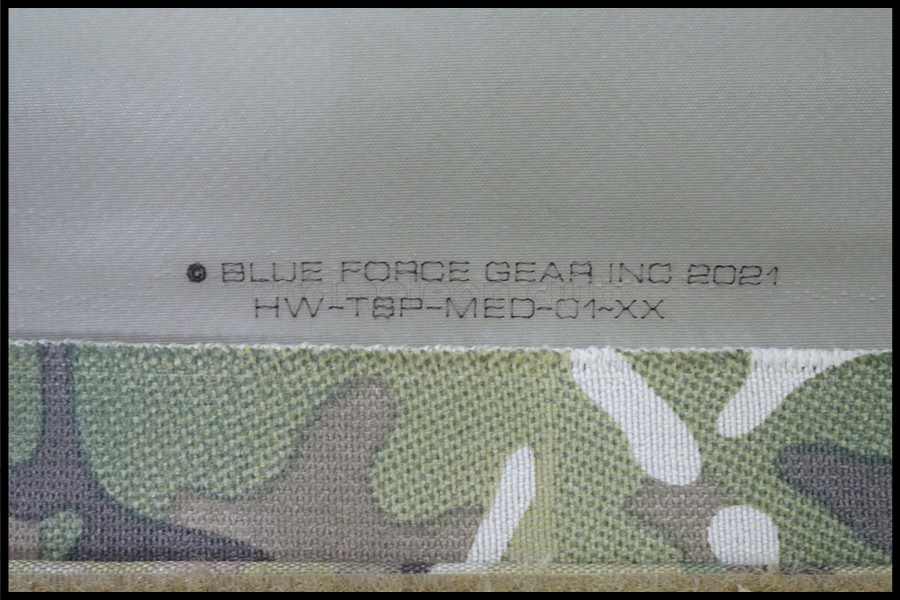 © BLUE FORCE GEAR INC 2021
HW-TSP-MED-01-XX